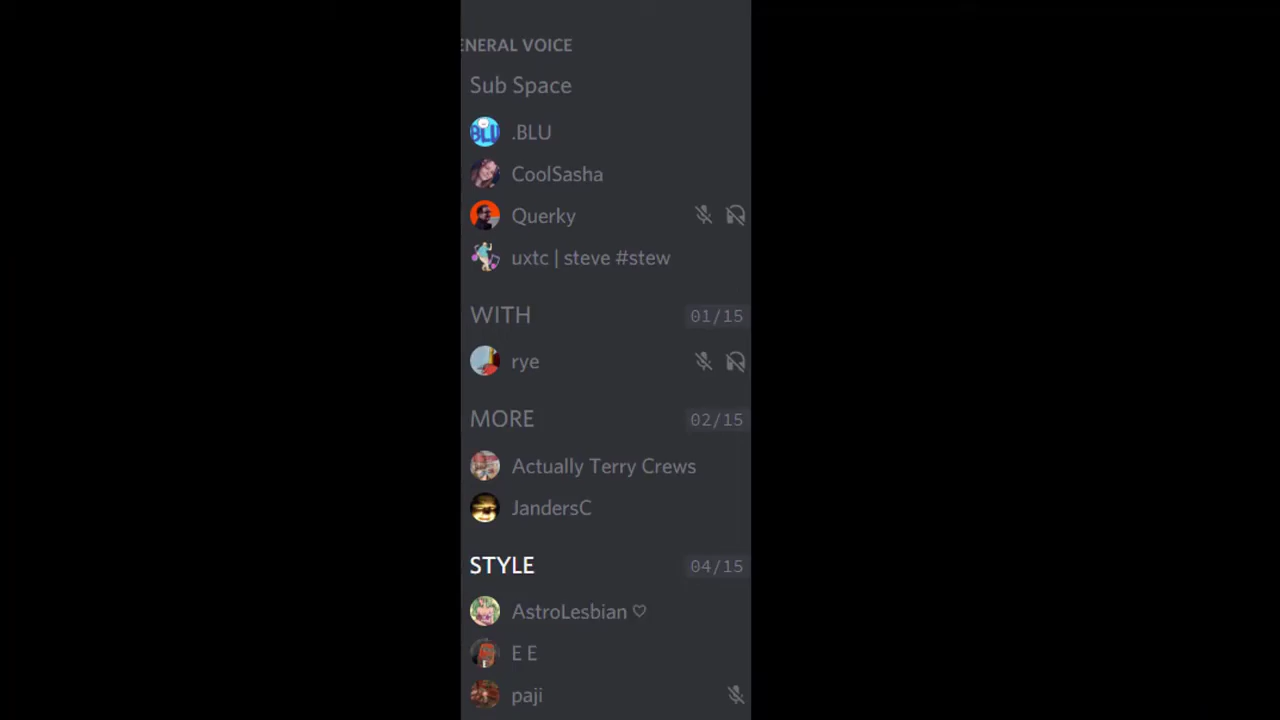 ENERAL VOICE
Sub Space
.BLU
CoolSasha
Querky
uxtc | steve #stew
WITH 01/15
rye
MORE 02/15
Actually Terry Crews
JandersC
STYLE 04/15
AstroLesbian ♡
E E
paji